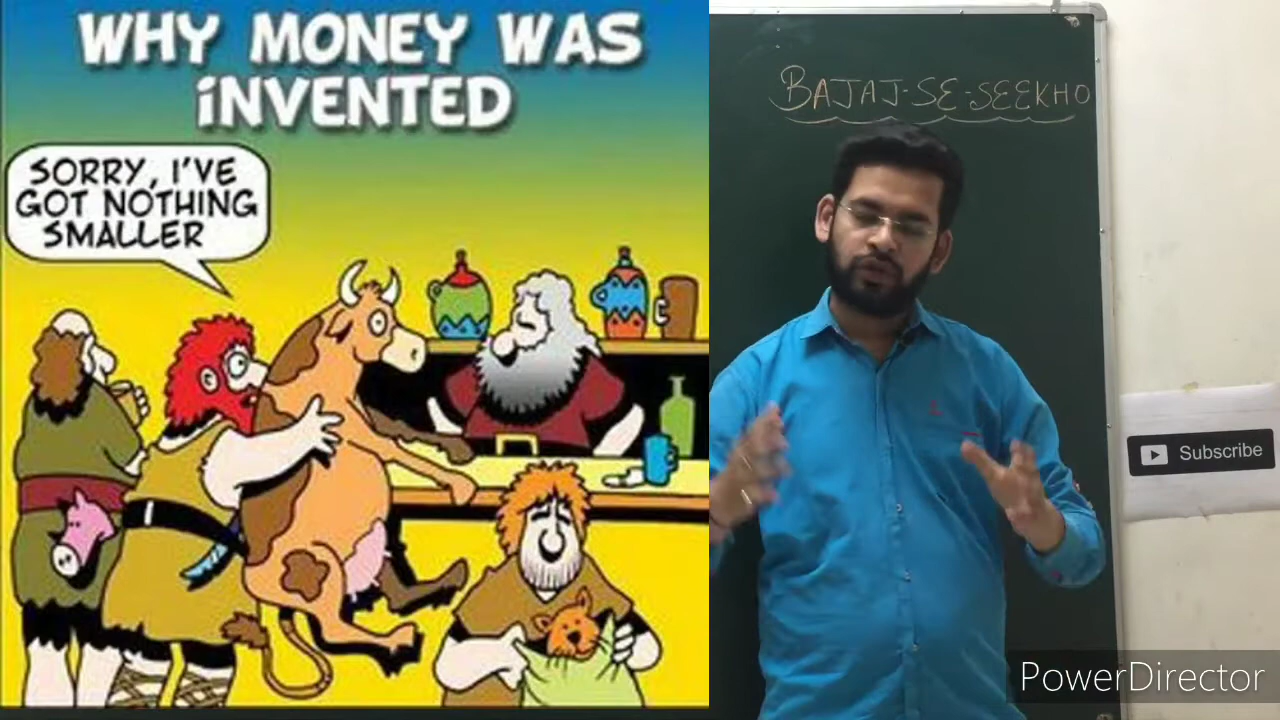 WHY MONEY WAS
iNVENTED
SORRY, I'VE
GOT NOTHING
SMALLER
BAJAJ-SE-SEEKHO
Subscribe
PowerDirector